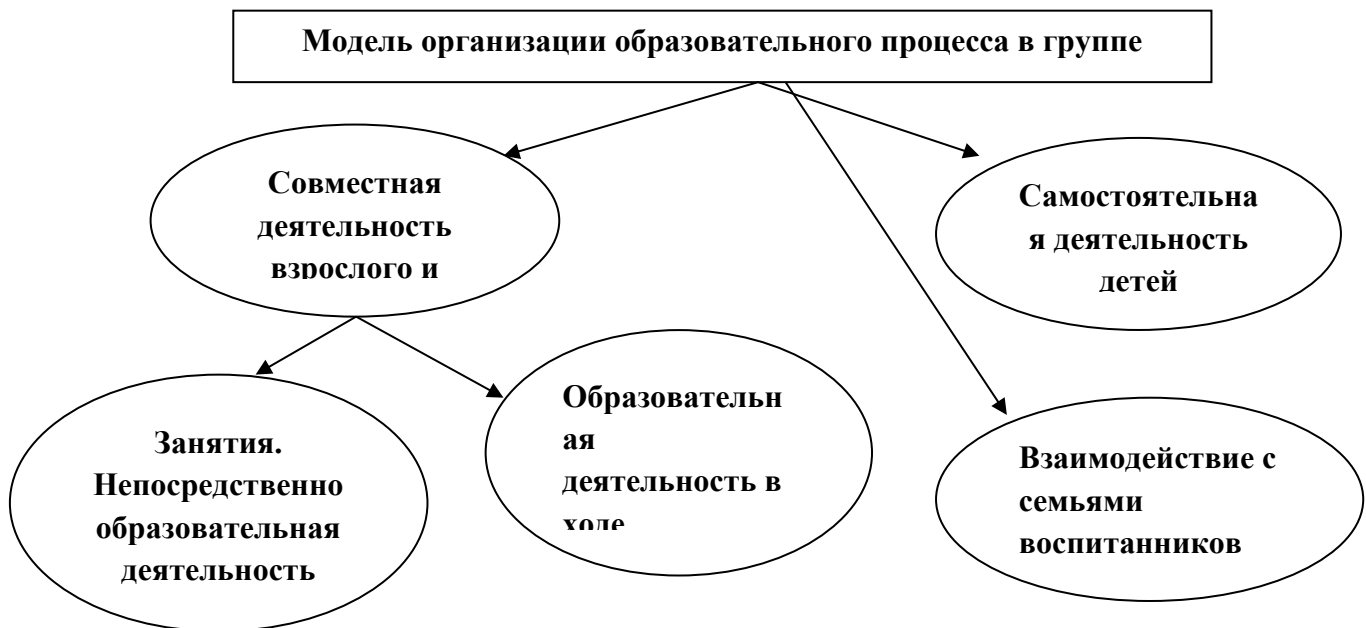 Модель организации образовательного процесса в группе
Совместная
деятельность
взрослого и
Самостоятельна
я деятельность
детей
Занятия.
Непосредственно
образовательная
деятельность
Образовательн
ая
деятельность в
ходе
Взаимодействие с
семьями
воспитанников